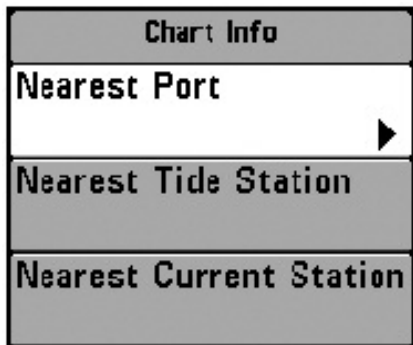 Chart Info
Nearest Port
Nearest Tide Station
Nearest Current Station